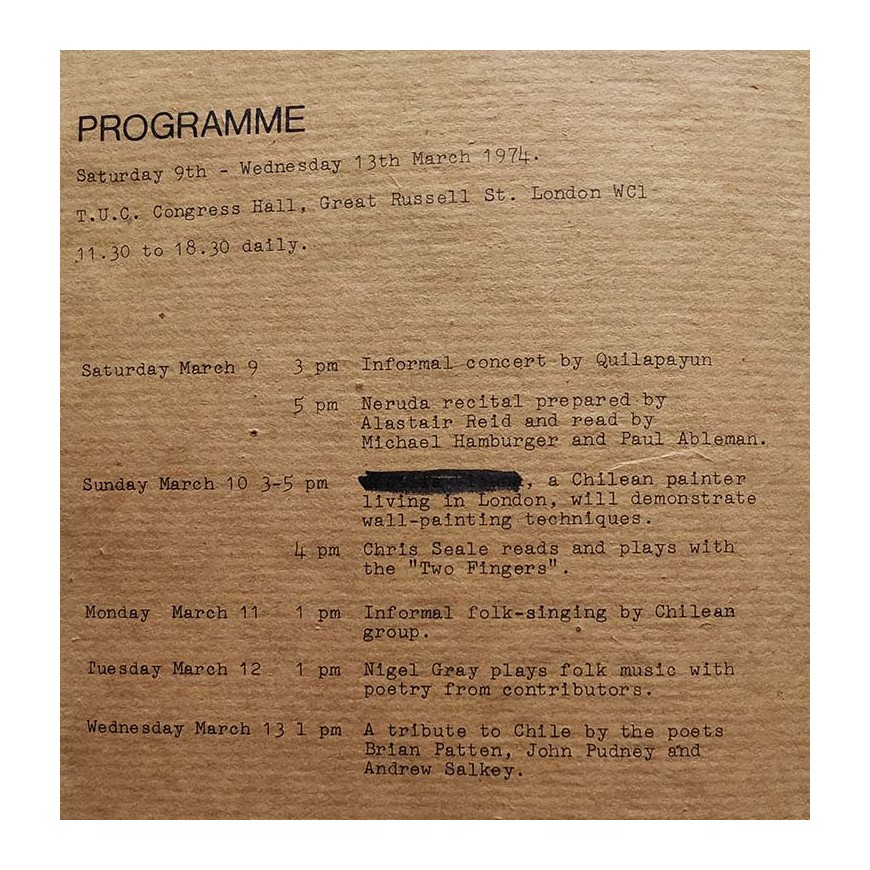 PROGRAMME
Saturday 9th - Wednesday 13th March 1974.
T.U.C. Congress Hall, Great Russell St. London WC1
11.30 to 18.30 daily.
Saturday March 9 3 pm Informal concert by Quilapayun
5 pm Neruda recital prepared by
Alastair Reid and read by
Michael Hamburger and Paul Ableman.
Sunday March 10 3-5 pm , a Chilean painter
living in London, will demonstrate
wall-painting techniques.
4 pm Chris Seale reads and plays with
the "Two Fingers".
Monday March 11 1 pm Informal folk-singing by Chilean
group.
Tuesday March 12 1 pm Nigel Gray plays folk music with
poetry from contributors.
Wednesday March 13 1 pm A tribute to Chile by the poets
Brian Patten, John Pudney and
Andrew Salkey.